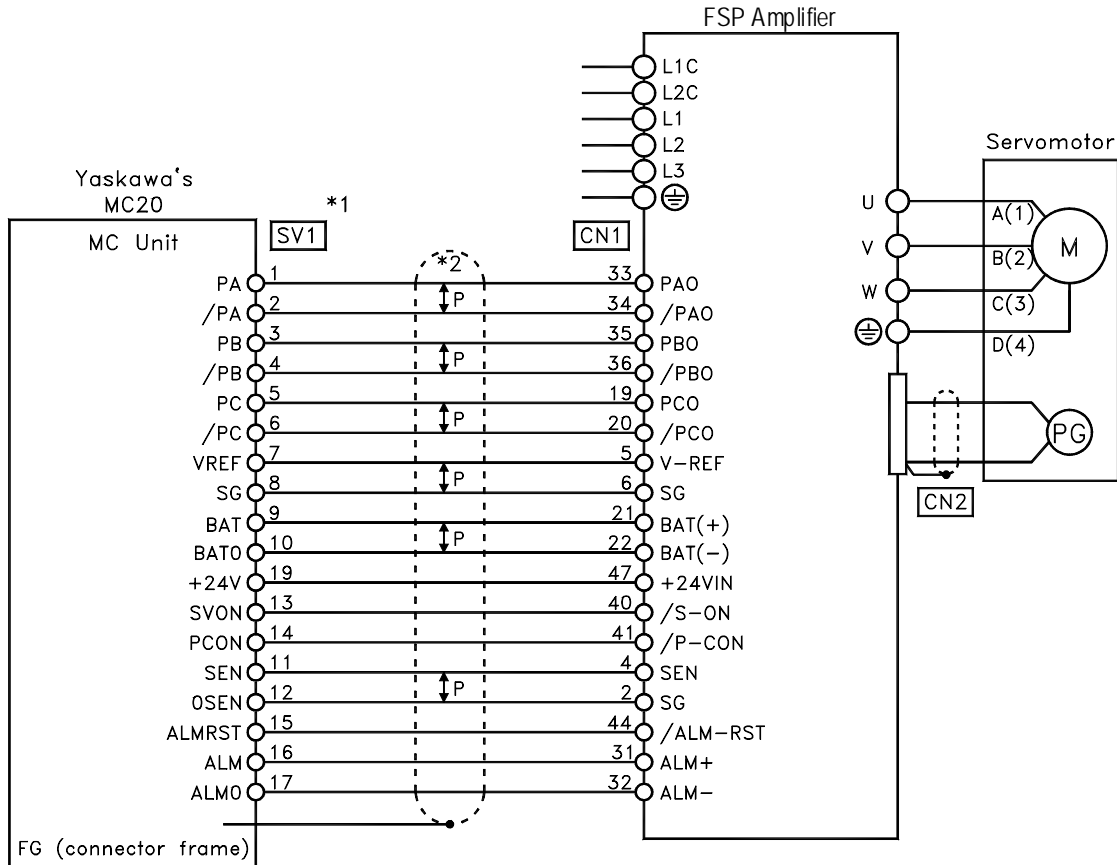 FSP Amplifier
L1C
L2C
L1
L2
L3
Servomotor
Yaskawa's
MC20
*1
MC Unit
SV1
CN1
*2
U
V
W
A(1)
B(2)
C(3)
D(4)
M
PG
CN2
PA 1 P 33 PAO
/PA 2 34 /PAO
PB 3 P 35 PBO
/PB 4 36 /PBO
PC 5 P 19 PCO
/PC 6 20 /PCO
VREF 7 P 5 V-REF
SG 8 6 SG
BAT 9 P 21 BAT(+)
BAT0 10 22 BAT(-)
+24V 19 47 +24VIN
SVON 13 40 /S-ON
PCON 14 41 /P-CON
SEN 11 P 4 SEN
0SEN 12 2 SG
ALMRST 15 44 /ALM-RST
ALM 16 31 ALM+
ALM0 17 32 ALM-
FG (connector frame)